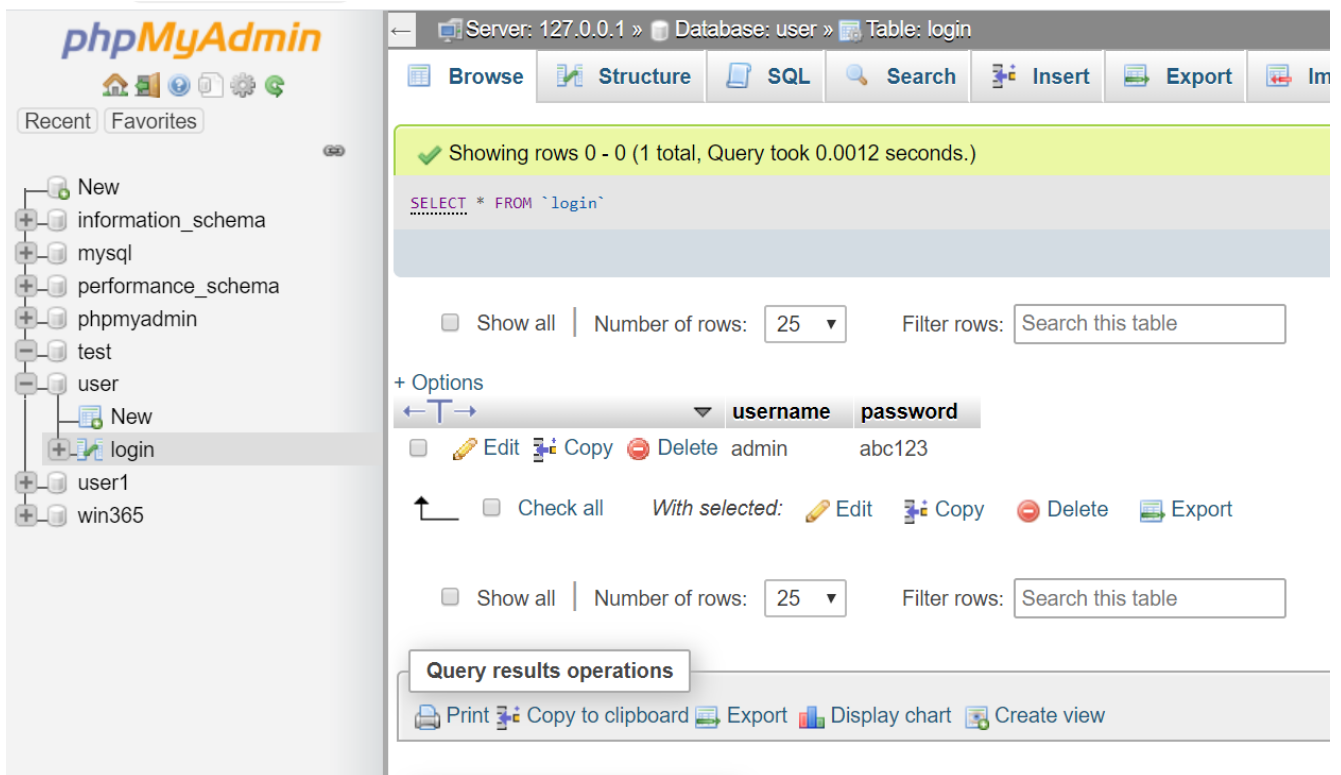 phpMyAdmin
Recent Favorites
New
information_schema
mysql
performance_schema
phpmyadmin
test
user
New
login
user1
win365
Server: 127.0.0.1 » Database: user » Table: login
Browse Structure SQL Search Insert Export Im
Showing rows 0 - 0 (1 total, Query took 0.0012 seconds.)
SELECT * FROM `login`
Show all Number of rows: 25 Filter rows: Search this table
+ Options
←T→ username password
Edit Copy Delete admin abc123
Check all With selected: Edit Copy Delete Export
Show all Number of rows: 25 Filter rows: Search this table
Query results operations
Print Copy to clipboard Export Display chart Create view